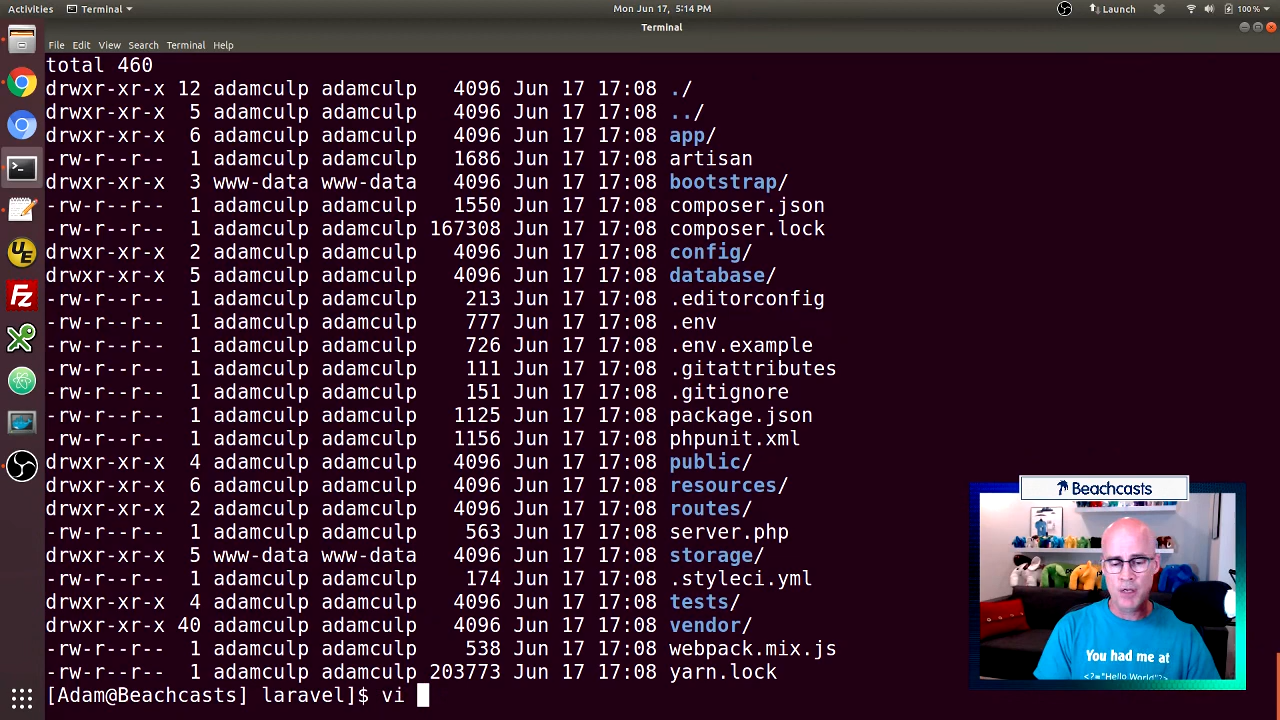 Activities Terminal Mon Jun 17, 5:14 PM Launch 100%
Terminal
File Edit View Search Terminal Help
total 460
drwxr-xr-x 12 adamculp adamculp 4096 Jun 17 17:08 ./
drwxr-xr-x 5 adamculp adamculp 4096 Jun 17 17:08 ../
drwxr-xr-x 6 adamculp adamculp 4096 Jun 17 17:08 app/
-rw-r--r-- 1 adamculp adamculp 1686 Jun 17 17:08 artisan
drwxr-xr-x 3 www-data www-data 4096 Jun 17 17:08 bootstrap/
-rw-r--r-- 1 adamculp adamculp 1550 Jun 17 17:08 composer.json
-rw-r--r-- 1 adamculp adamculp 167308 Jun 17 17:08 composer.lock
drwxr-xr-x 2 adamculp adamculp 4096 Jun 17 17:08 config/
drwxr-xr-x 5 adamculp adamculp 4096 Jun 17 17:08 database/
-rw-r--r-- 1 adamculp adamculp 213 Jun 17 17:08 .editorconfig
-rw-r--r-- 1 adamculp adamculp 777 Jun 17 17:08 .env
-rw-r--r-- 1 adamculp adamculp 726 Jun 17 17:08 .env.example
-rw-r--r-- 1 adamculp adamculp 111 Jun 17 17:08 .gitattributes
-rw-r--r-- 1 adamculp adamculp 151 Jun 17 17:08 .gitignore
-rw-r--r-- 1 adamculp adamculp 1125 Jun 17 17:08 package.json
-rw-r--r-- 1 adamculp adamculp 1156 Jun 17 17:08 phpunit.xml
drwxr-xr-x 4 adamculp adamculp 4096 Jun 17 17:08 public/
drwxr-xr-x 6 adamculp adamculp 4096 Jun 17 17:08 resources/
drwxr-xr-x 2 adamculp adamculp 4096 Jun 17 17:08 routes/
-rw-r--r-- 1 adamculp adamculp 563 Jun 17 17:08 server.php
drwxr-xr-x 5 www-data www-data 4096 Jun 17 17:08 storage/
-rw-r--r-- 1 adamculp adamculp 174 Jun 17 17:08 .styleci.yml
drwxr-xr-x 4 adamculp adamculp 4096 Jun 17 17:08 tests/
drwxr-xr-x 40 adamculp adamculp 4096 Jun 17 17:08 vendor/
-rw-r--r-- 1 adamculp adamculp 538 Jun 17 17:08 webpack.mix.js
-rw-r--r-- 1 adamculp adamculp 203773 Jun 17 17:08 yarn.lock
[Adam@Beachcasts] laravel]$ vi
Beachcasts
You had me at
<?="Hello World"?>
UE
Fz